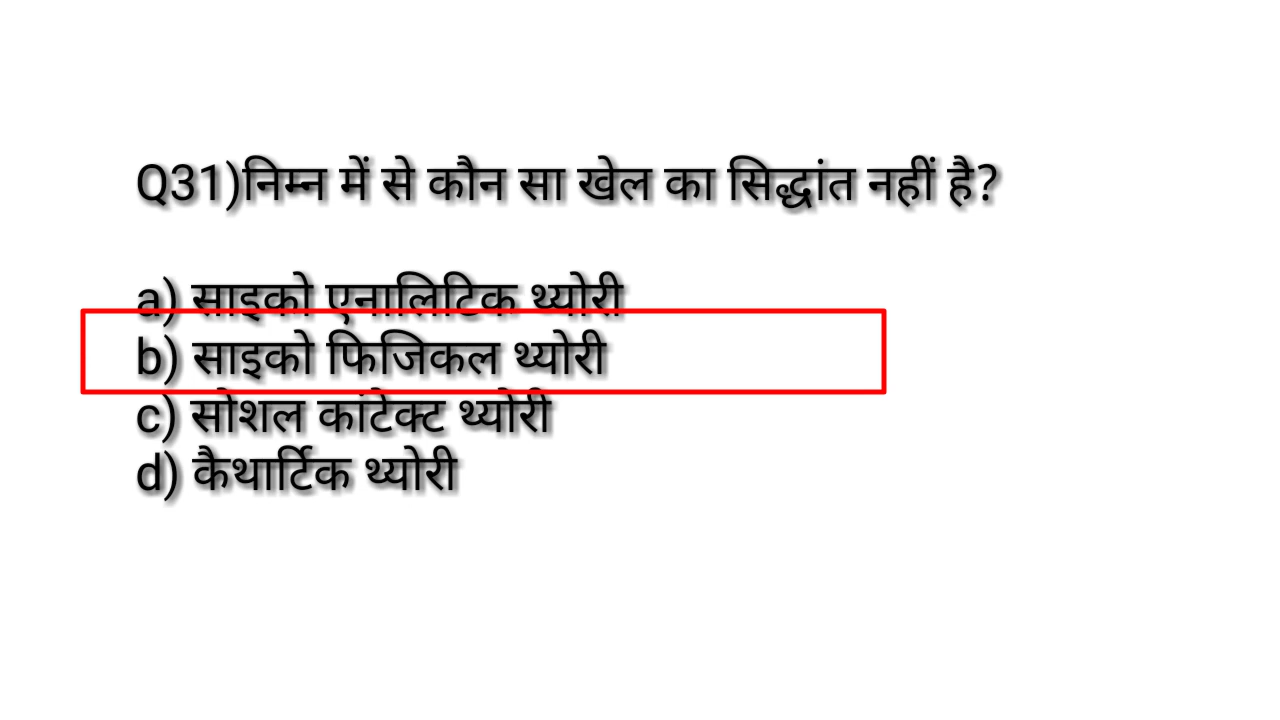 Q31)निम्न में से कौन सा खेल का सिद्धांत नहीं है?
a) साइको एनालिटिक थ्योरी
b) साइको फिजिकल थ्योरी
c) सोशल कांटेक्ट थ्योरी
d) कैथार्टिक थ्योरी